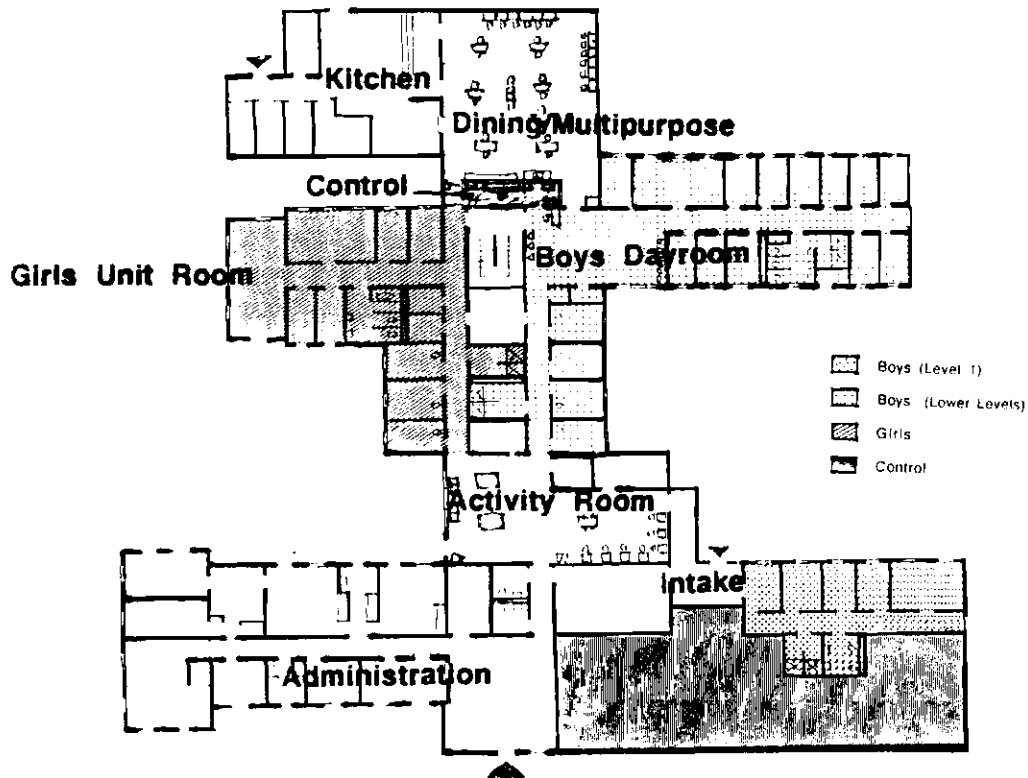 Kitchen
Dining/Multipurpose
Control
Girls Unit Room
Boys Dayroom
Boys (Level 1)
Boys (Lower Levels)
Girls
Control
Activity Room
Intake
Administration